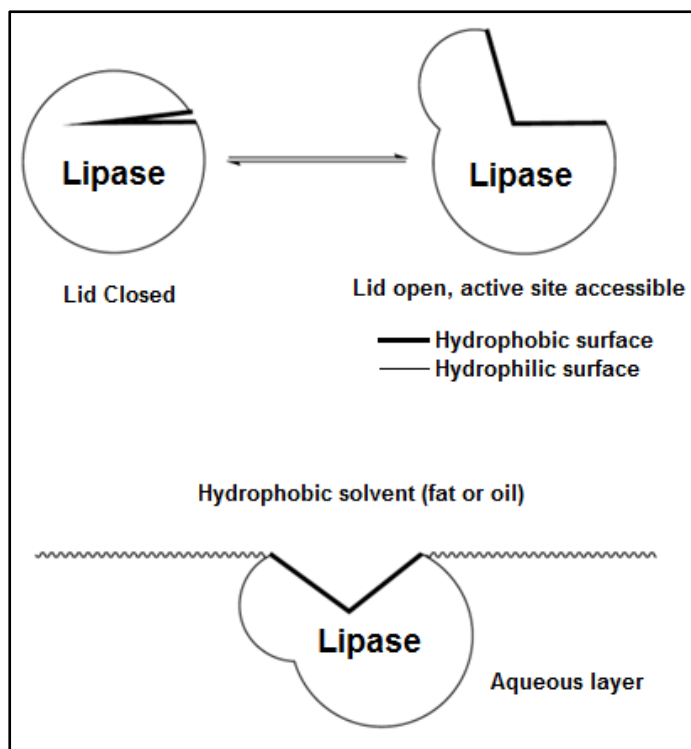 Lipase
Lipase
Lid Closed
Lid open, active site accessible
Hydrophobic surface
Hydrophilic surface
Hydrophobic solvent (fat or oil)
Lipase
Aqueous layer